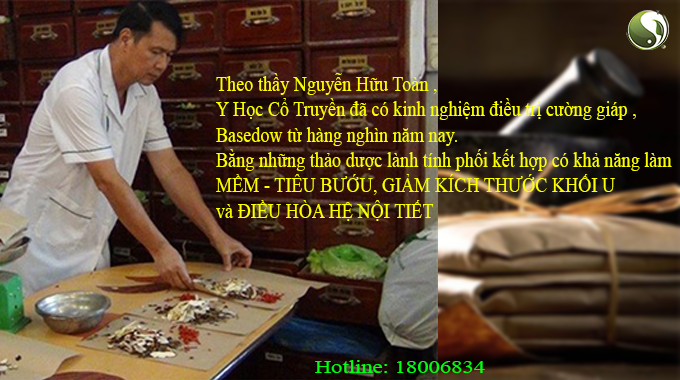 Theo thầy Nguyễn Hữu Toàn ,
Y Học Cổ Truyền đã có kinh nghiệm điều trị cường giáp ,
Basedow từ hàng nghìn năm nay.
Bằng những thảo dược lành tính phối kết hợp có khả năng làm
MỀM - TIÊU BƯỚU, GIẢM KÍCH THƯỚC KHỐI U
và ĐIỀU HÒA HỆ NỘI TIẾT
Hotline: 18006834